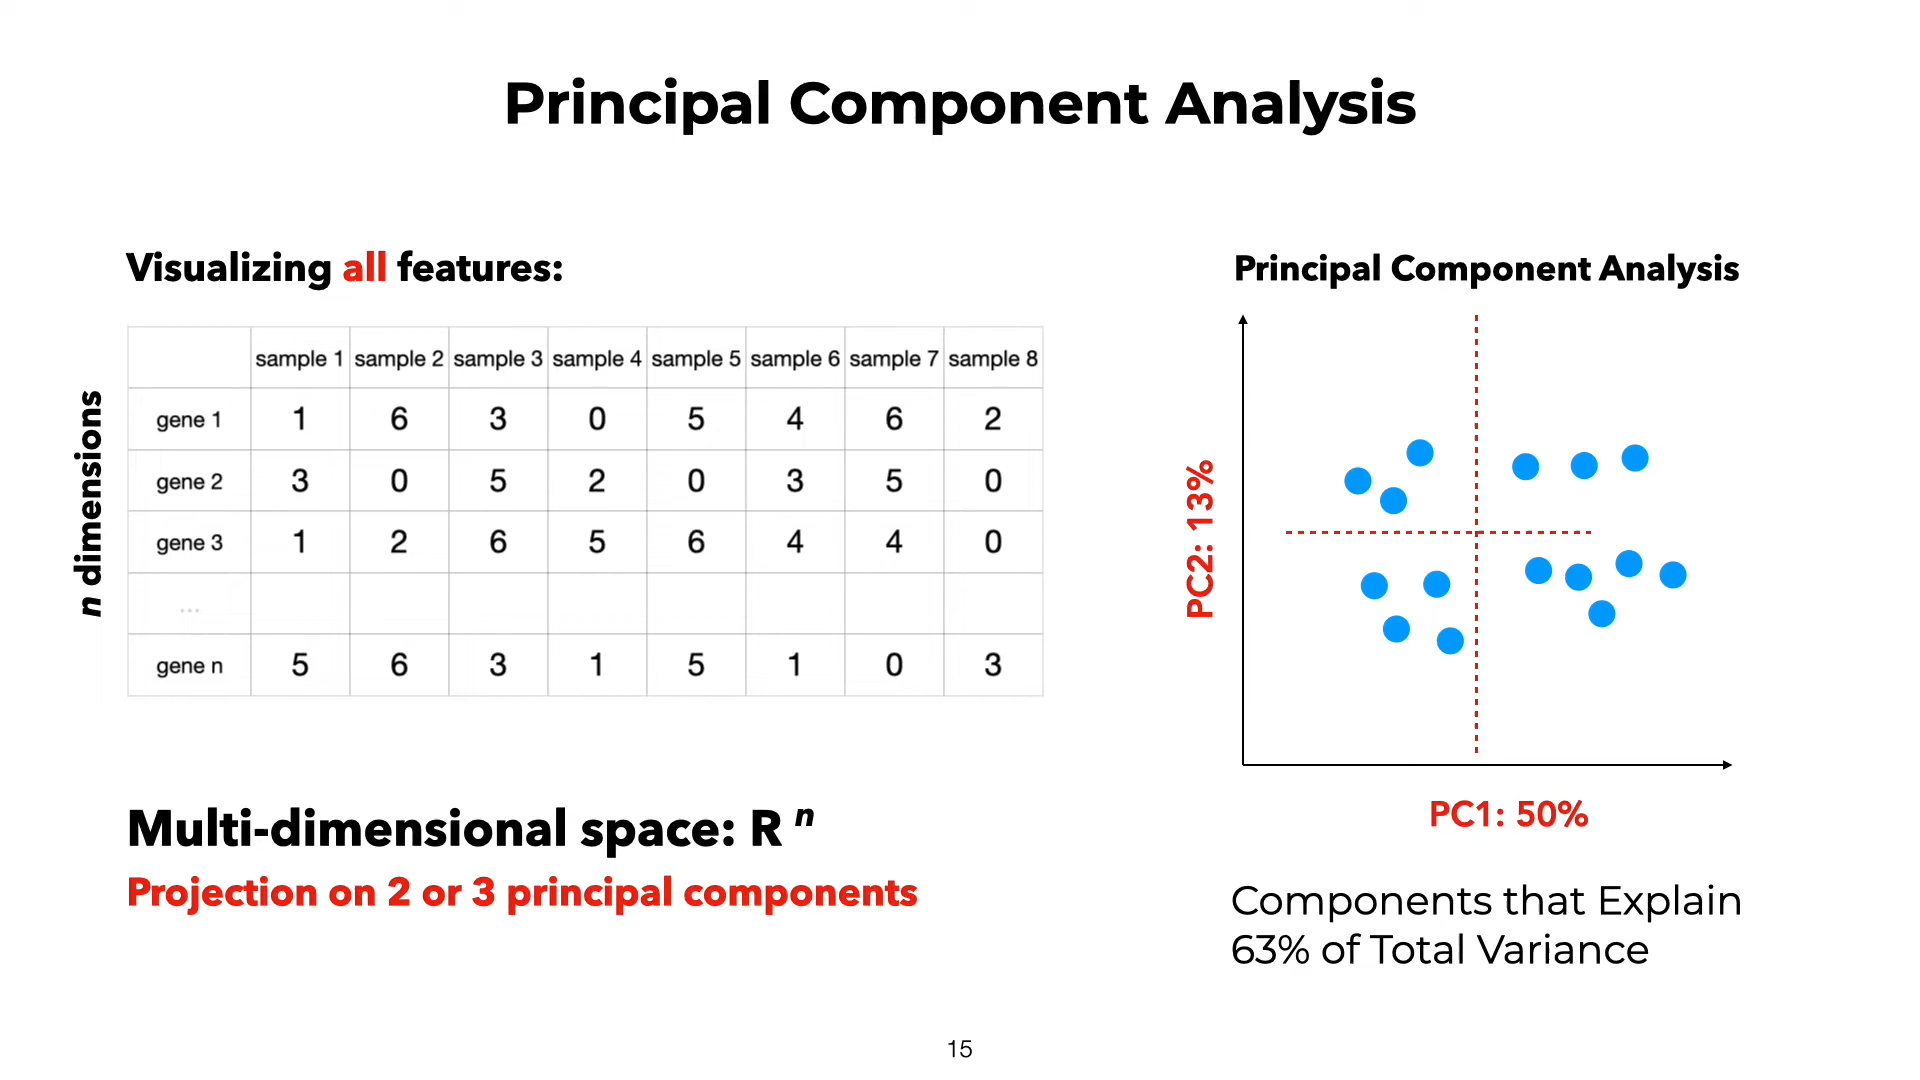 Principal Component Analysis
Visualizing all features:
n dimensions
sample 1 sample 2 sample 3 sample 4 sample 5 sample 6 sample 7 sample 8
gene 1 1 6 3 0 5 4 6 2
gene 2 3 0 5 2 0 3 5 0
gene 3 1 2 6 5 6 4 4 0
...
gene n 5 6 3 1 5 1 0 3
Multi-dimensional space: R n
Projection on 2 or 3 principal components
Principal Component Analysis
PC2: 13%
PC1: 50%
Components that Explain
63% of Total Variance
15